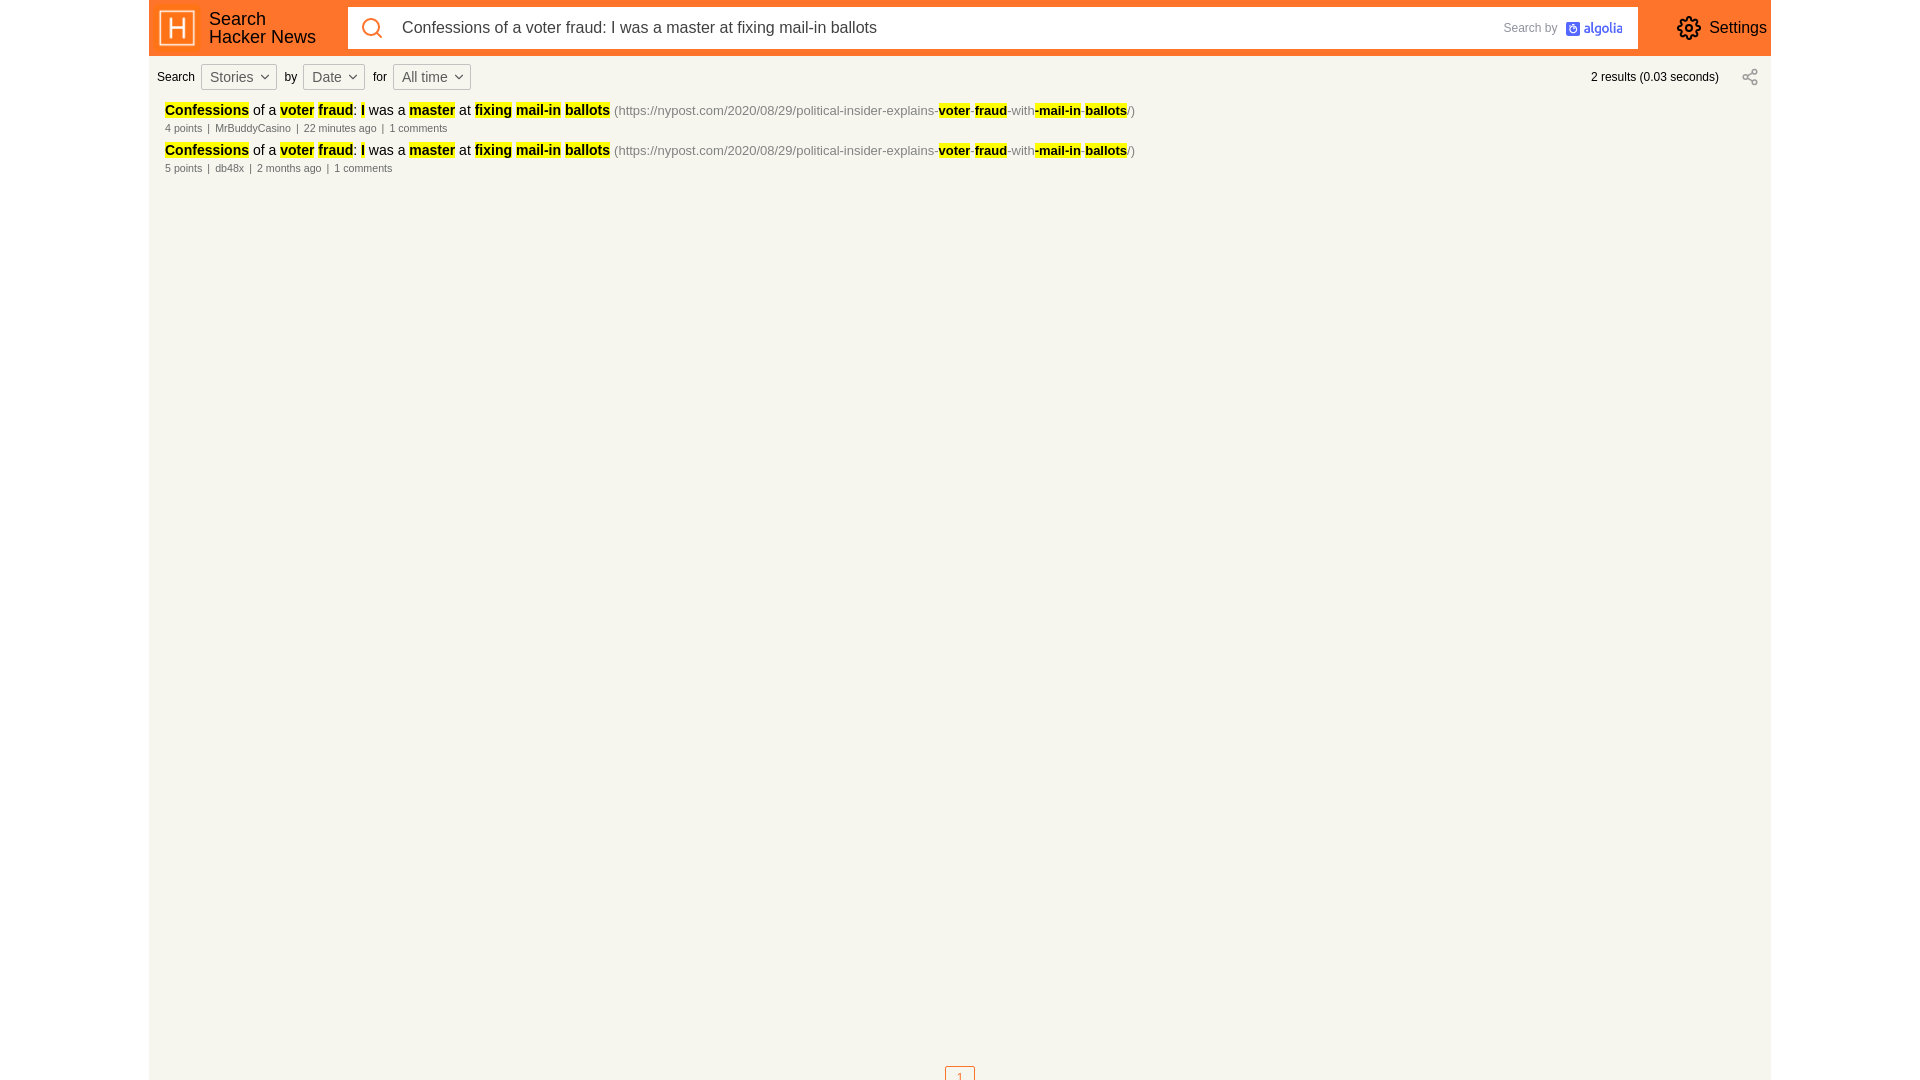 Search
Hacker News
Confessions of a voter fraud: I was a master at fixing mail-in ballots
Search by algolia
Settings
Search Stories by Date for All time
2 results (0.03 seconds)
Confessions of a voter fraud: I was a master at fixing mail-in ballots (https://nypost.com/2020/08/29/political-insider-explains-voter-fraud-with-mail-in-ballots/)
4 points | MrBuddyCasino | 22 minutes ago | 1 comments
Confessions of a voter fraud: I was a master at fixing mail-in ballots (https://nypost.com/2020/08/29/political-insider-explains-voter-fraud-with-mail-in-ballots/)
5 points | db48x | 2 months ago | 1 comments
1